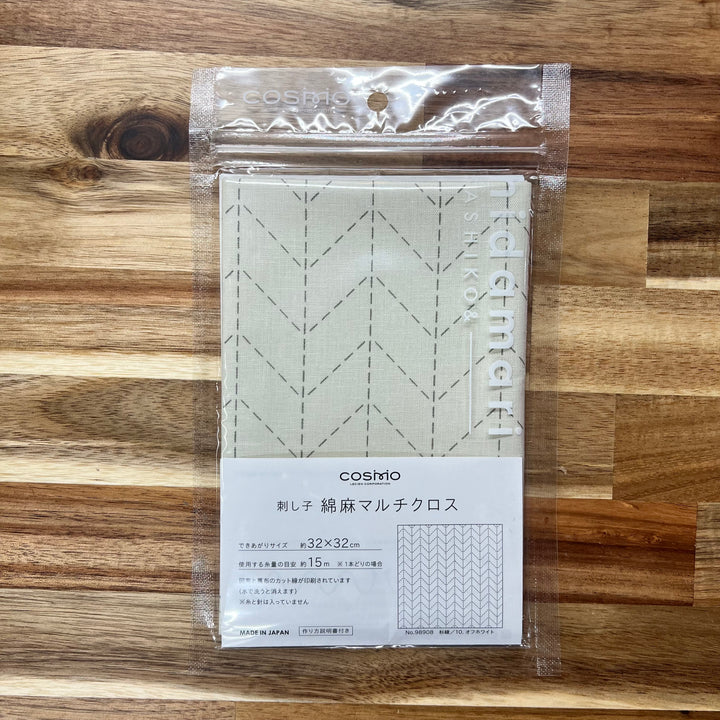 COSMO
hidamari
SASHIKO&
COSMO
LECIEN CORPORATION
刺し子 綿麻マルチクロス
できあがりサイズ 約32×32cm
使用する糸量の目安 約15m ※1本どりの場合
図案と裏布のカット線が印刷されています
(水で洗うと消えます)
※糸と針は入っていません
MADE IN JAPAN 作り方説明書付き
No.98908 杉綾/10.オフホワイト